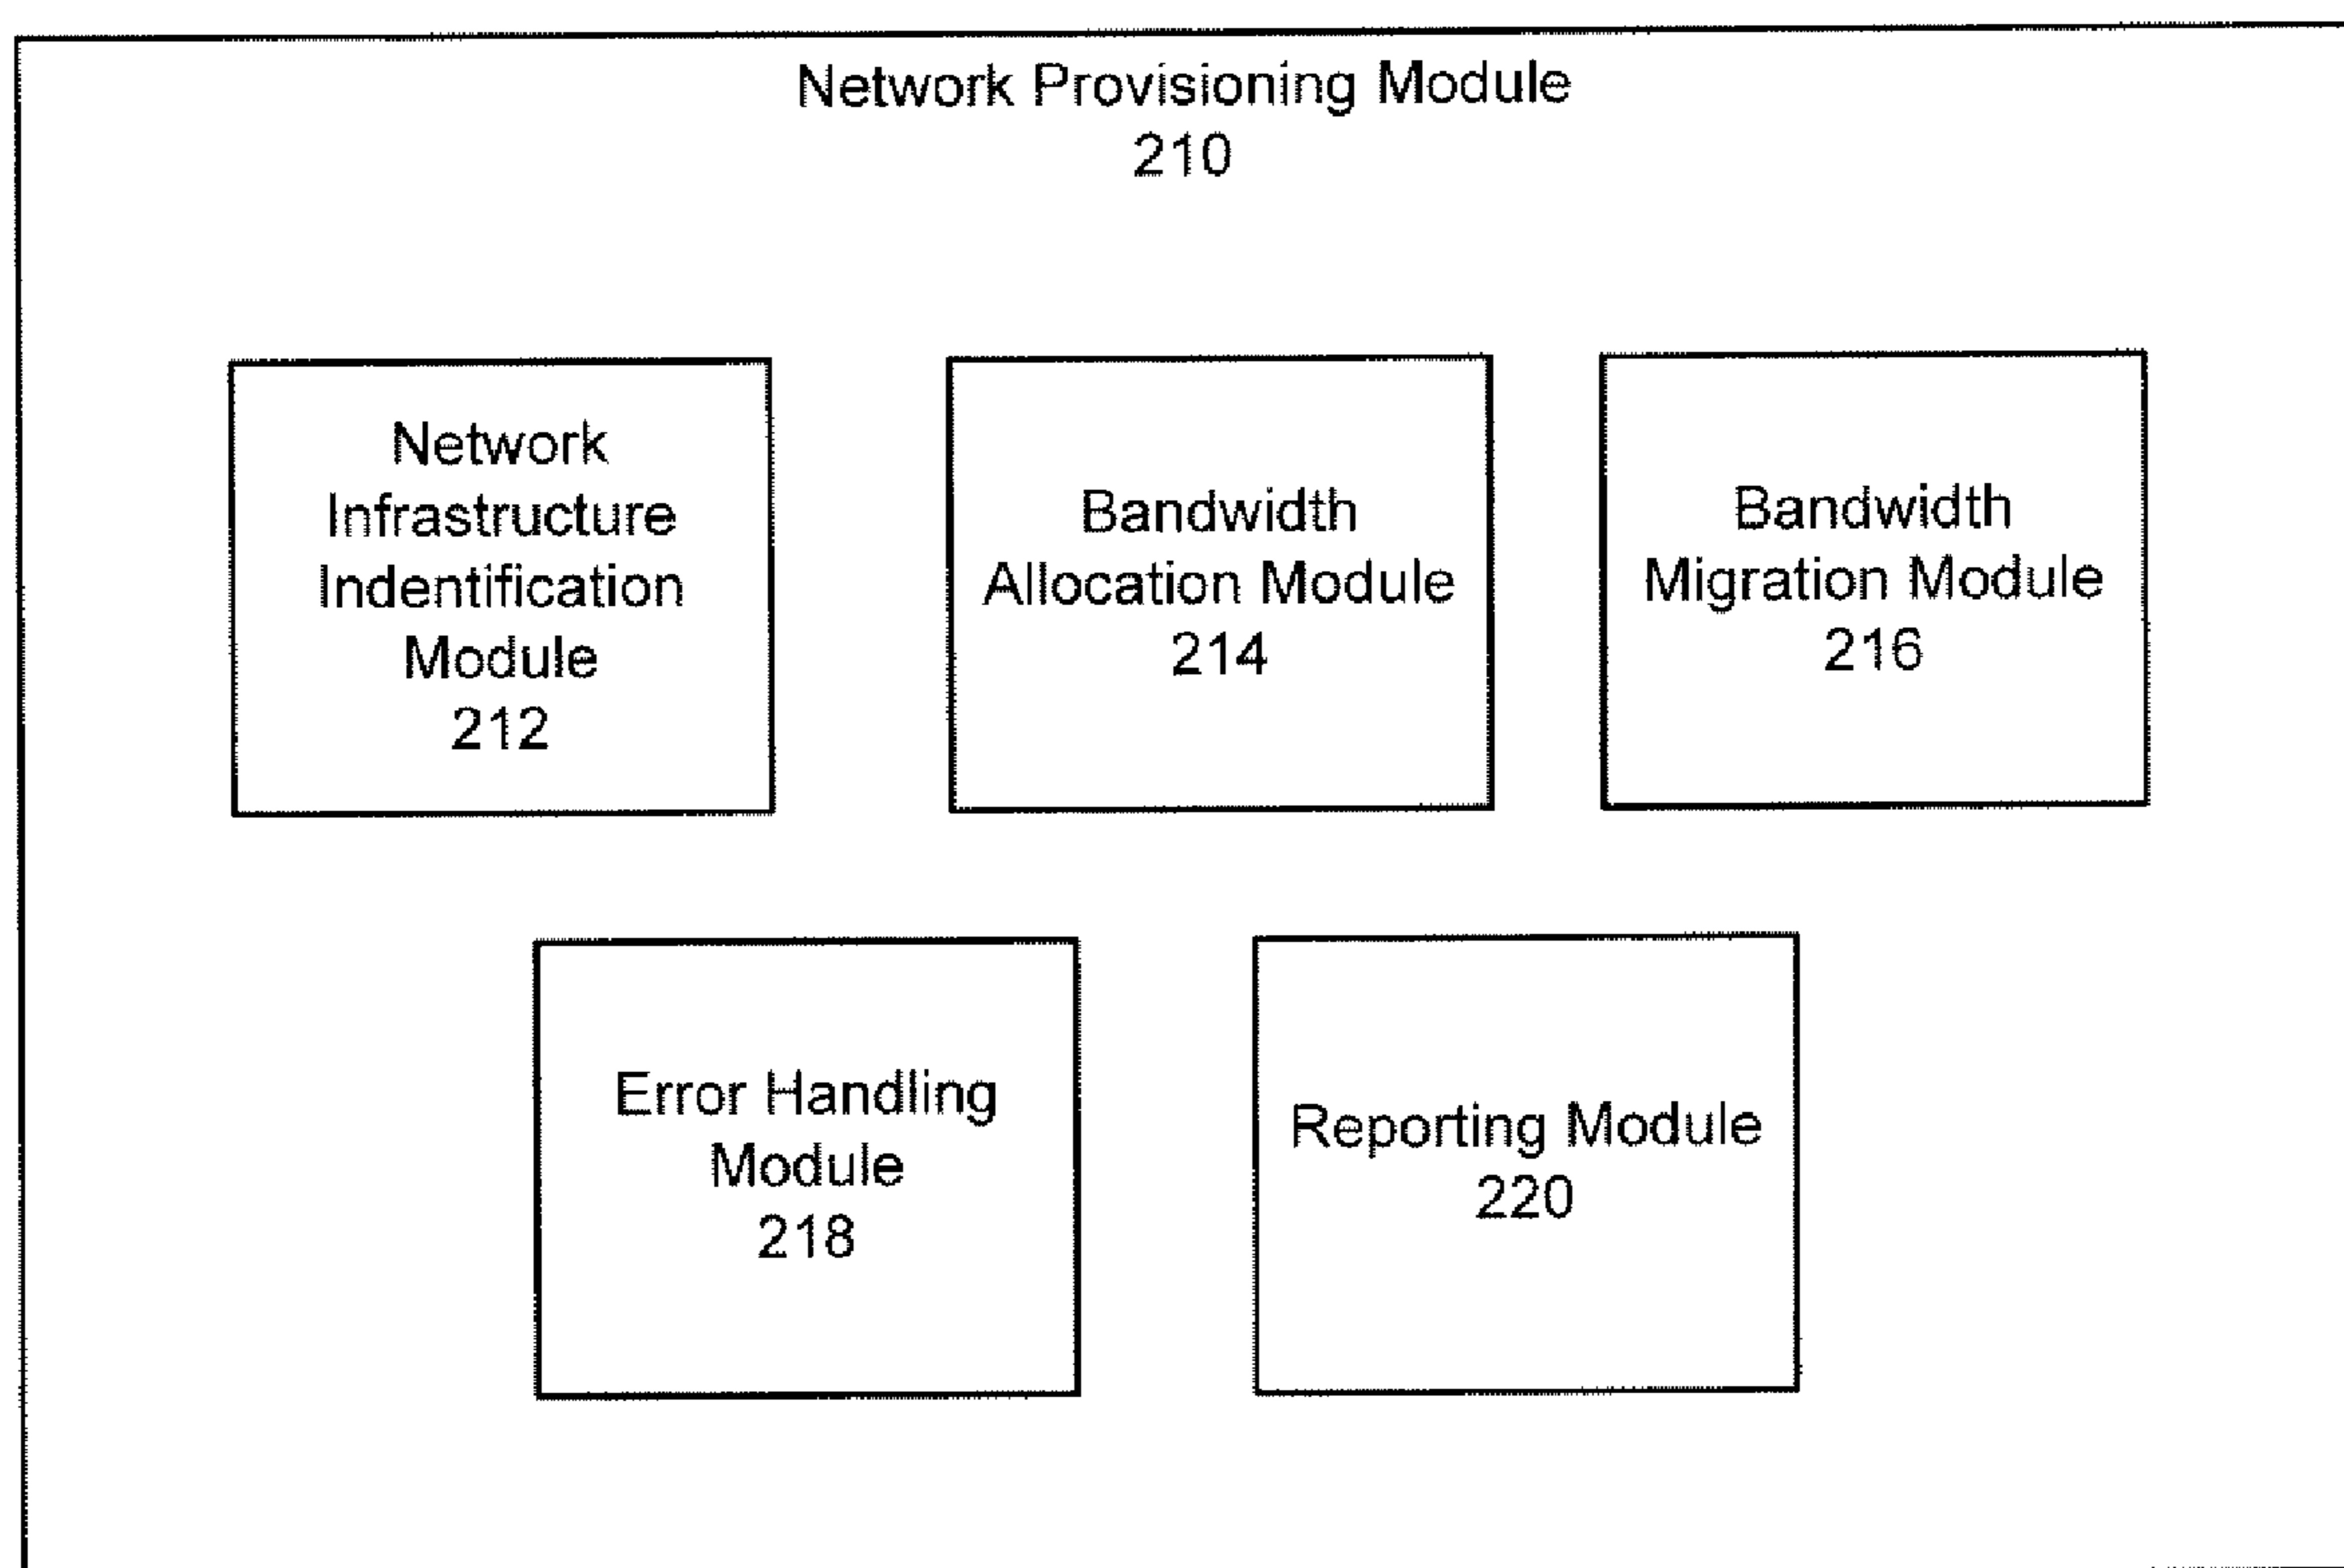 Network Provisioning Module
210
Network
Infrastructure
Indentification
Module
212
Bandwidth
Allocation Module
214
Bandwidth
Migration Module
216
Error Handling
Module
218
Reporting Module
220